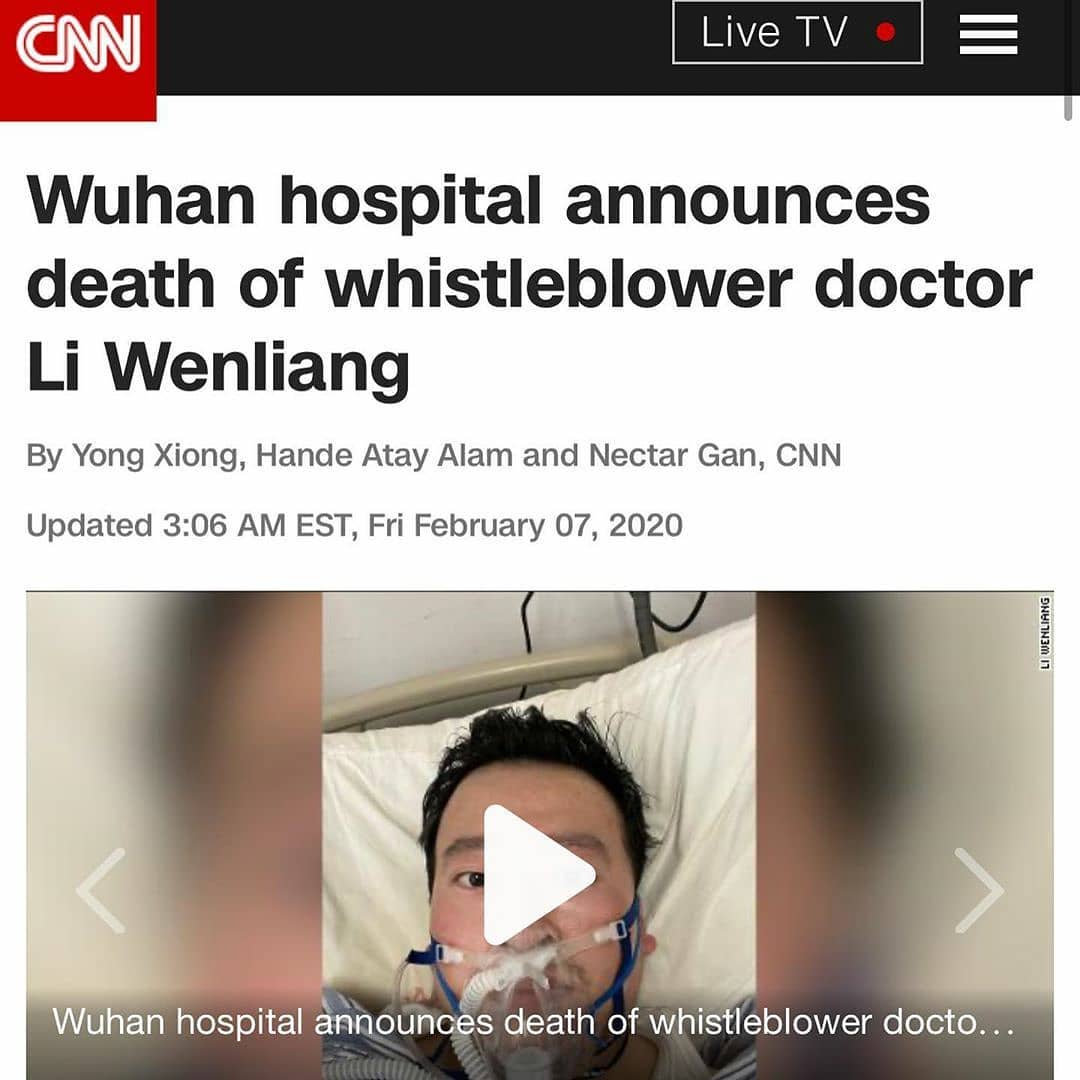 CNN
Live TV
Wuhan hospital announces
death of whistleblower doctor
Li Wenliang
By Yong Xiong, Hande Atay Alam and Nectar Gan, CNN
Updated 3:06 AM EST, Fri February 07, 2020
LI WENLIANG
Wuhan hospital announces death of whistleblower docto...